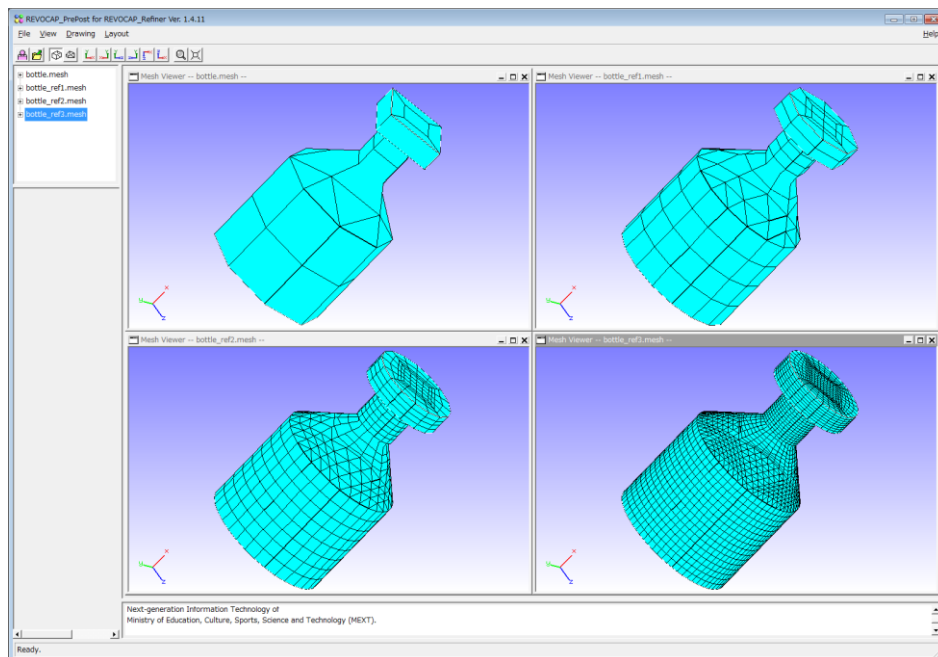 REVOCAP_PrePost for REVOCAP_Refiner Ver. 1.4.11
File View Drawing Layout Help
bottle.mesh
bottle_ref1.mesh
bottle_ref2.mesh
bottle_ref3.mesh
Mesh Viewer -- bottle.mesh --
x
y
z
Mesh Viewer -- bottle_ref1.mesh --
x
y
z
Mesh Viewer -- bottle_ref2.mesh --
x
y
z
Mesh Viewer -- bottle_ref3.mesh --
x
y
z
Next-generation Information Technology of
Ministry of Education, Culture, Sports, Science and Technology (MEXT).
Ready.